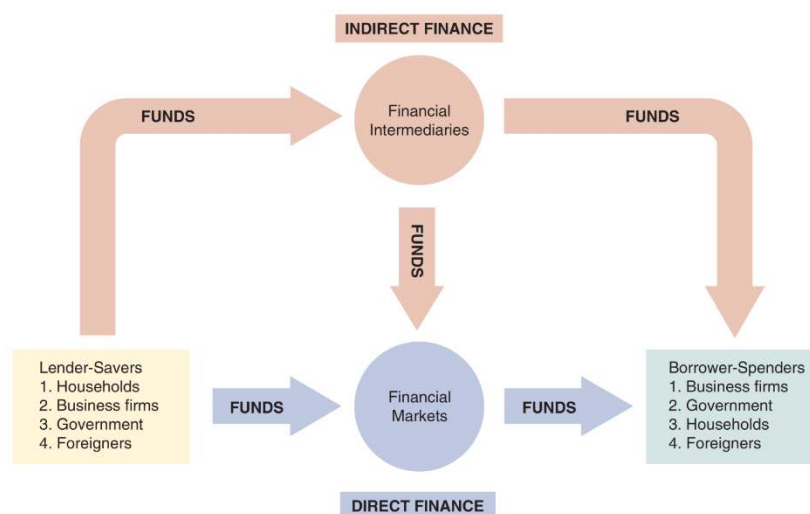 INDIRECT FINANCE
FUNDS
Financial
Intermediaries
FUNDS
FUNDS
Lender-Savers
1. Households
2. Business firms
3. Government
4. Foreigners
FUNDS
Financial
Markets
FUNDS
Borrower-Spenders
1. Business firms
2. Government
3. Households
4. Foreigners
DIRECT FINANCE